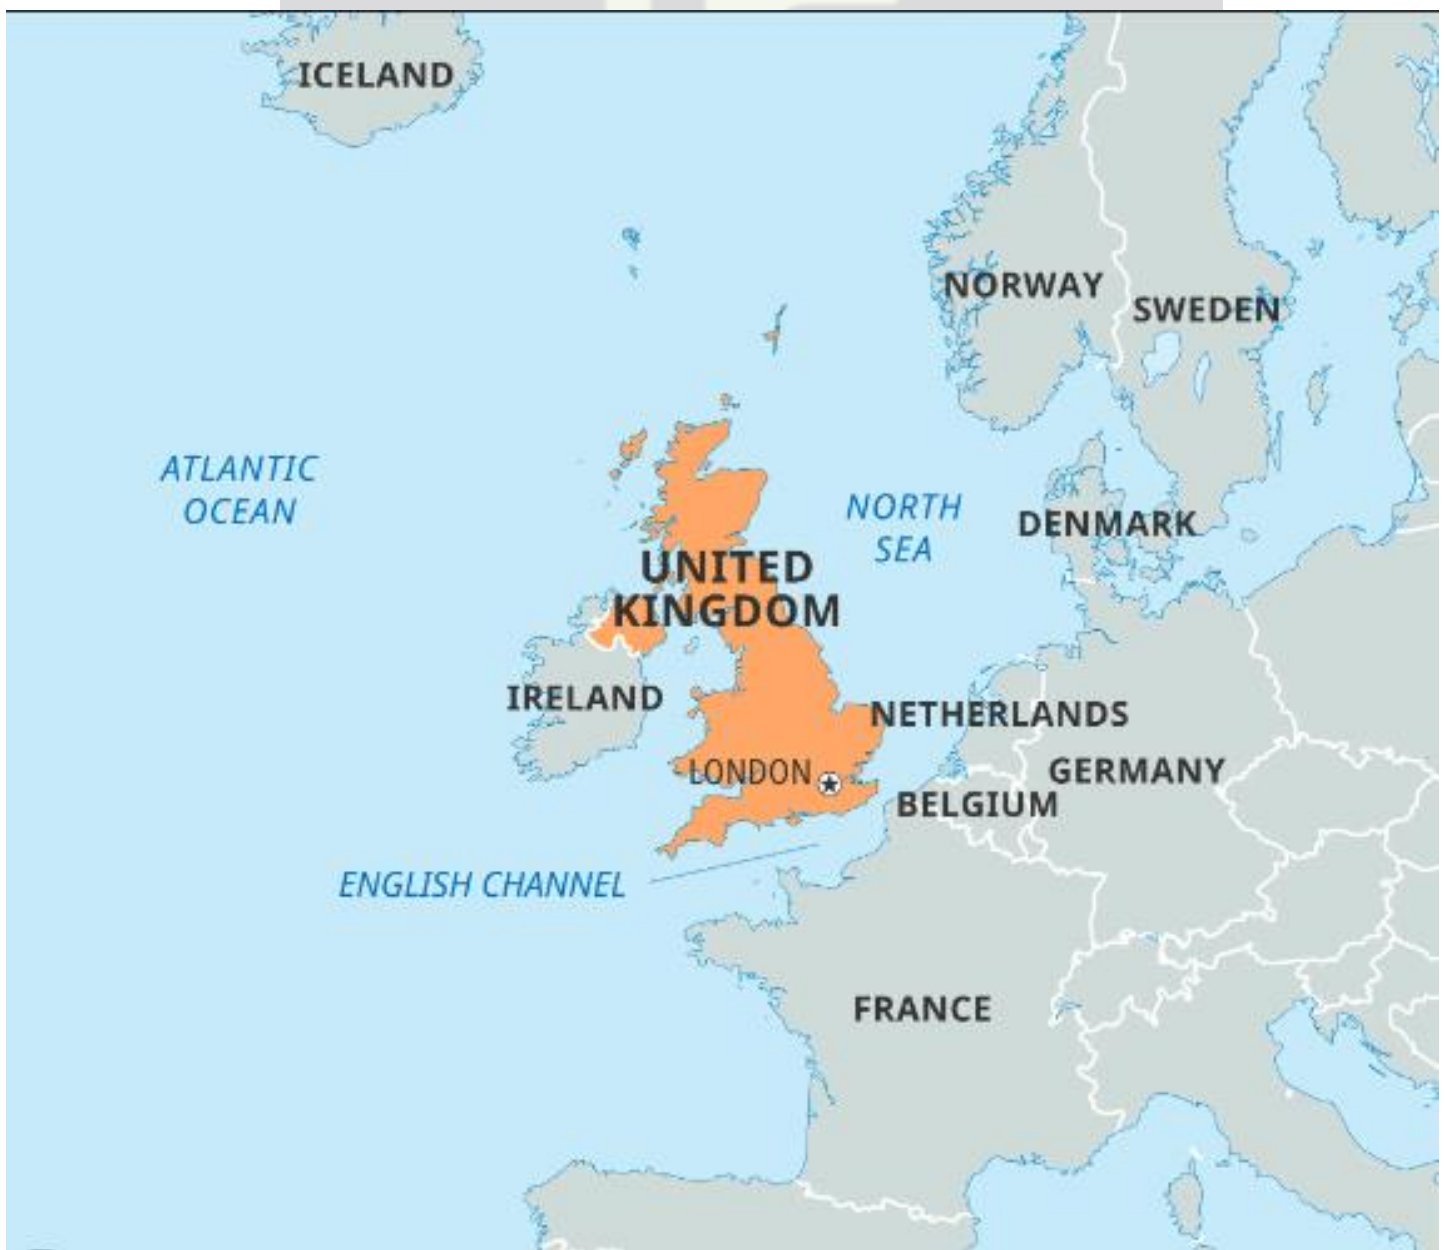 ICELAND
NORWAY
SWEDEN
ATLANTIC
OCEAN
NORTH
SEA
DENMARK
UNITED
KINGDOM
IRELAND
NETHERLANDS
LONDON
GERMANY
BELGIUM
ENGLISH CHANNEL
FRANCE